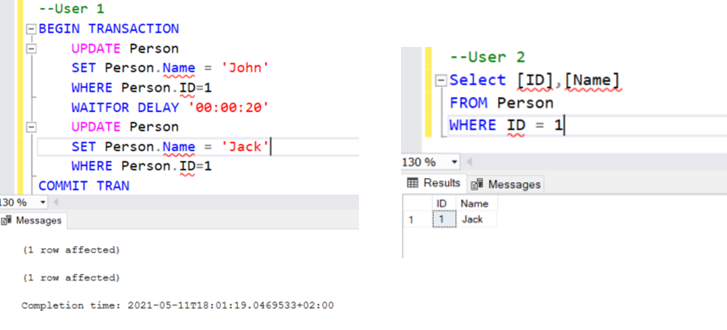 --User 1
BEGIN TRANSACTION
UPDATE Person
SET Person.Name = 'John'
WHERE Person.ID=1
WAITFOR DELAY '00:00:20'
UPDATE Person
SET Person.Name = 'Jack'
WHERE Person.ID=1
COMMIT TRAN
130 %
Messages
(1 row affected)
(1 row affected)
Completion time: 2021-05-11T18:01:19.0469533+02:00
--User 2
Select [ID],[Name]
FROM Person
WHERE ID = 1
130 %
Results Messages
ID Name
1 1 Jack